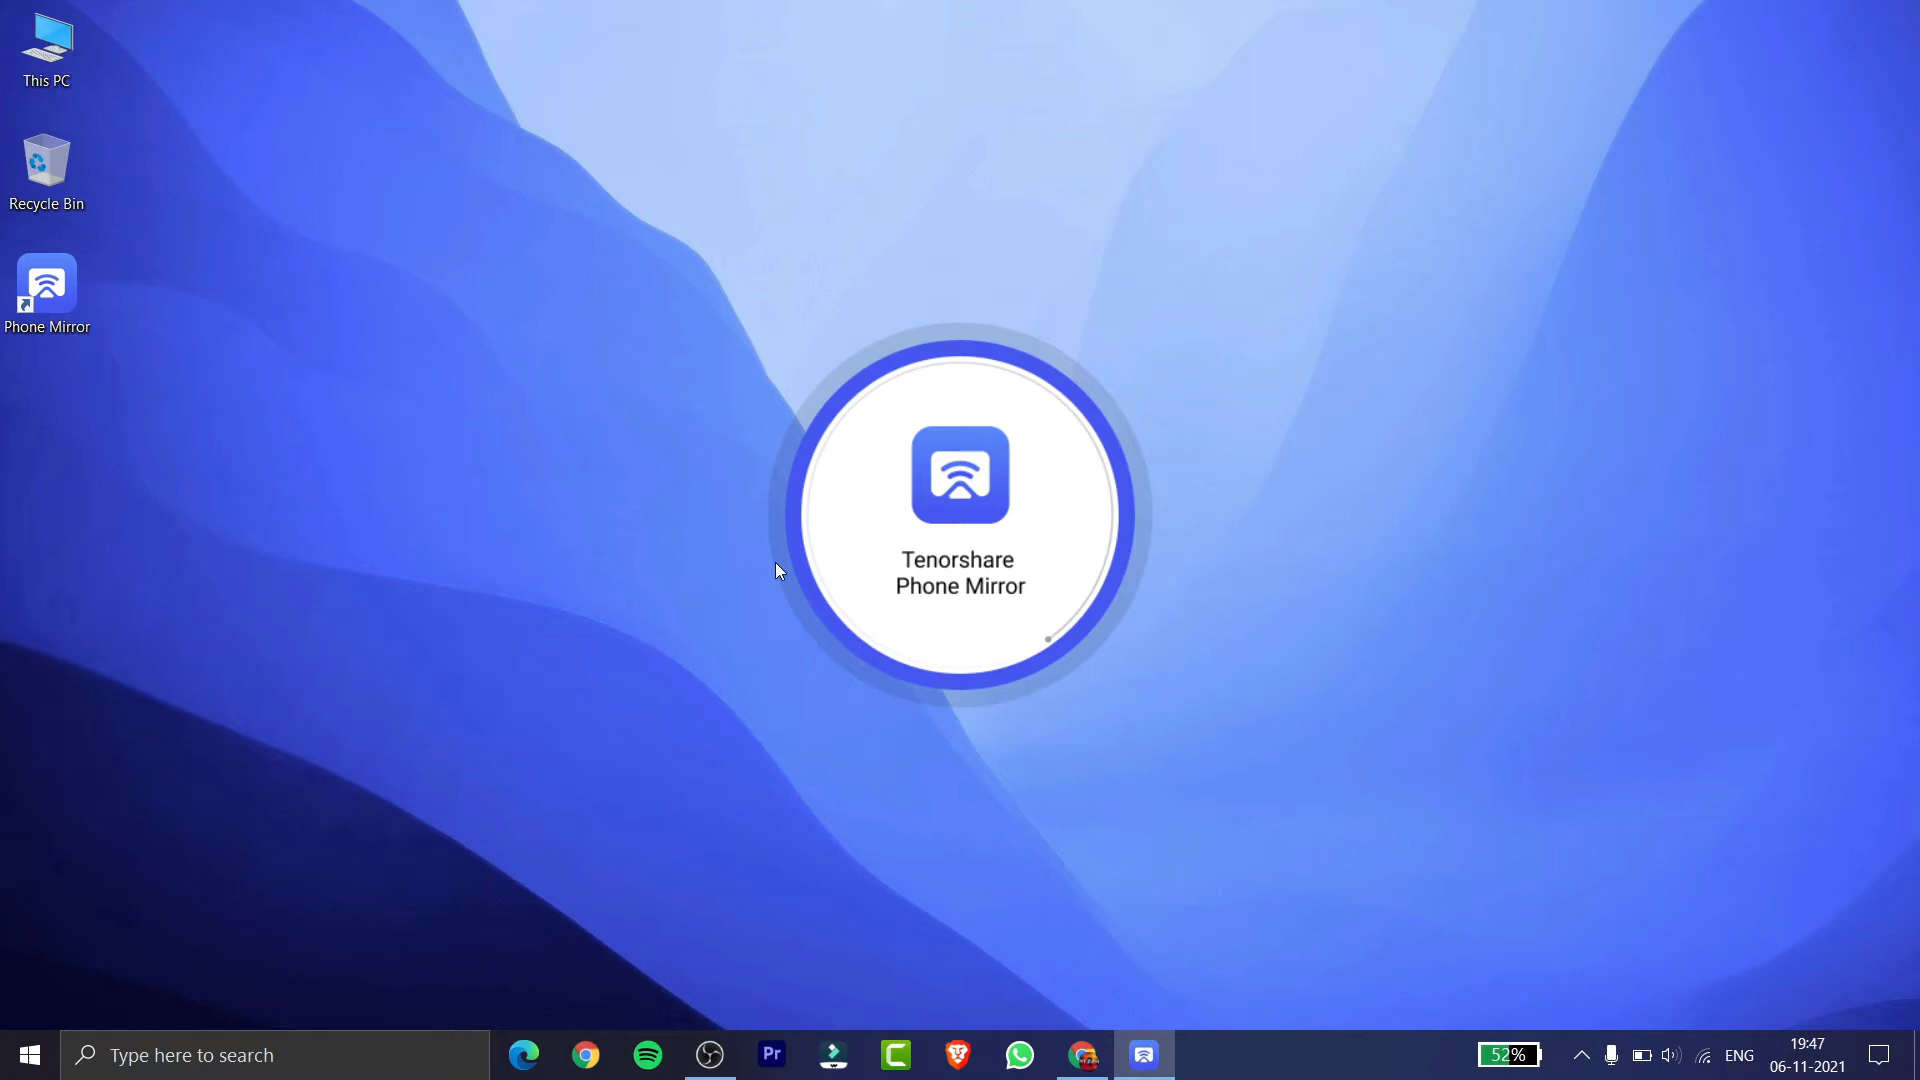 This PC
Recycle Bin
Phone Mirror
Tenorshare
Phone Mirror
Type here to search
Pr
52%
ENG
19:47
06-11-2021